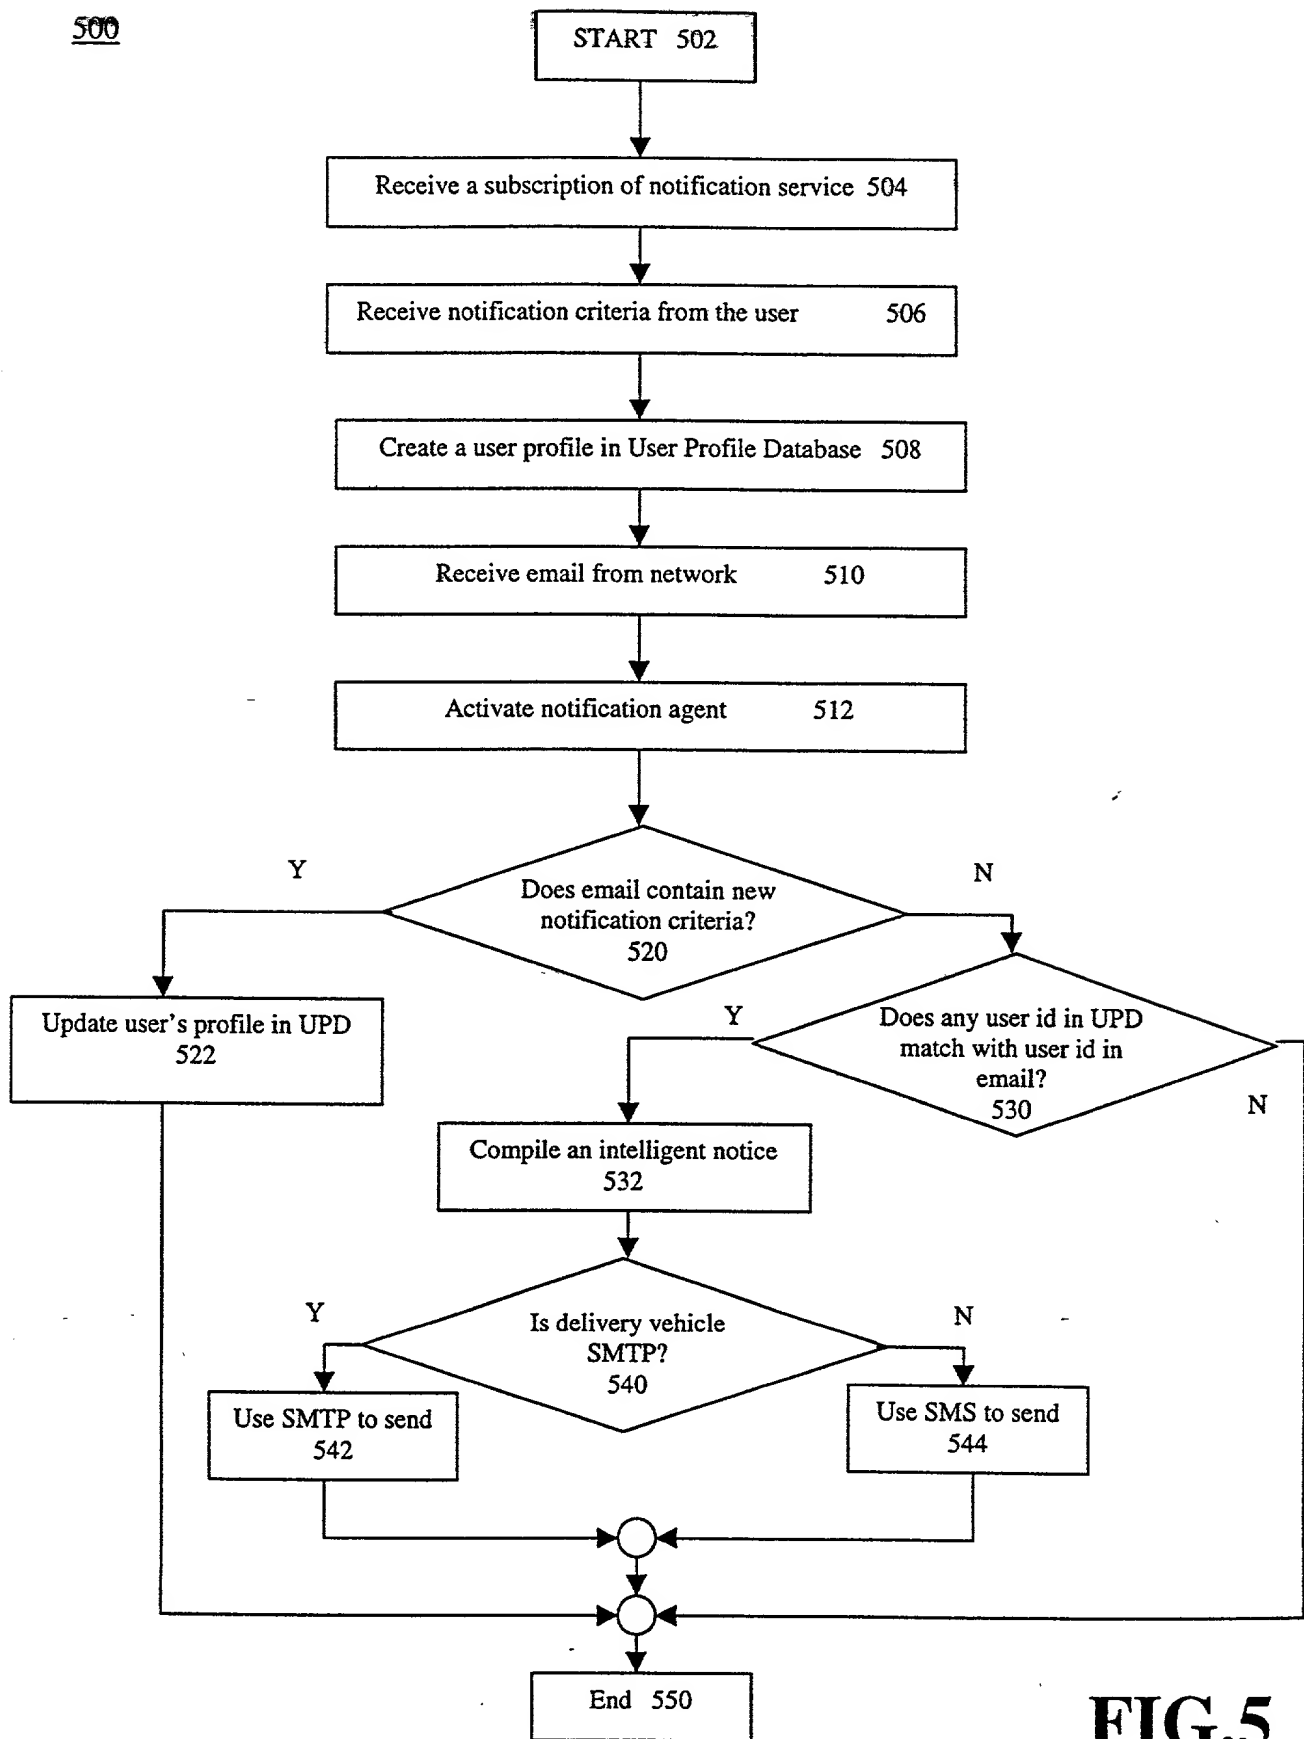 500
START 502
Receive a subscription of notification service 504
Receive notification criteria from the user 506
Create a user profile in User Profile Database 508
Receive email from network 510
Activate notification agent 512
Y
N
Does email contain new
notification criteria?
520
Update user's profile in UPD
522
Y
Does any user id in UPD
match with user id in
email?
530
N
Compile an intelligent notice
532
Y
N
Is delivery vehicle
SMTP?
540
Use SMTP to send
542
Use SMS to send
544
End 550
FIG.5